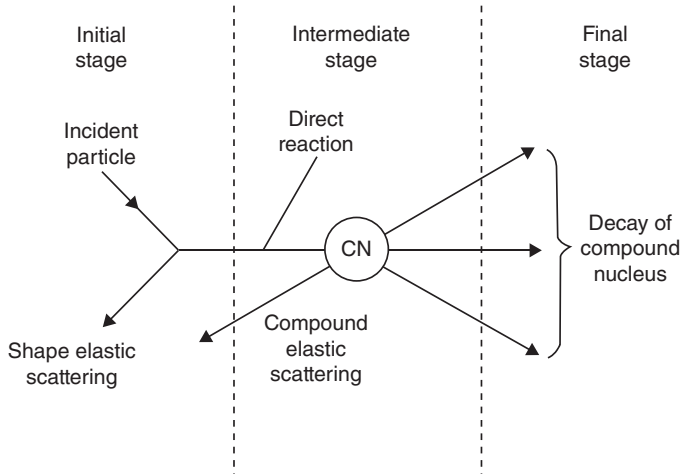 Initial
stage
Intermediate
stage
Final
stage
Incident
particle
Direct
reaction
CN
Decay of
compound
nucleus
Shape elastic
scattering
Compound
elastic
scattering